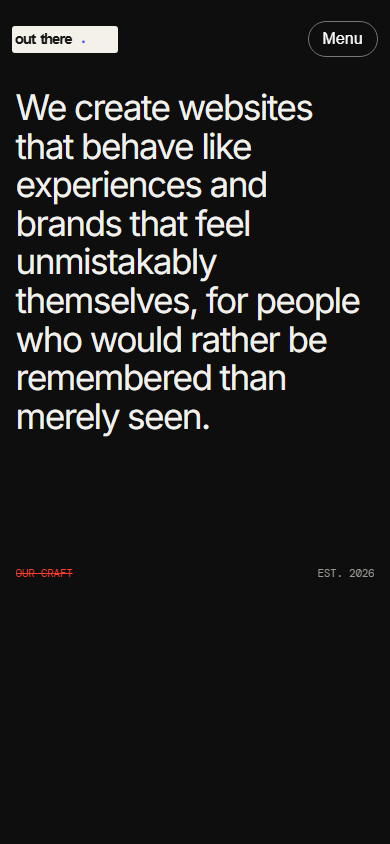 out there .
Menu
We create websites
that behave like
experiences and
brands that feel
unmistakably
themselves, for people
who would rather be
remembered than
merely seen.
OUR CRAFT
EST. 2026